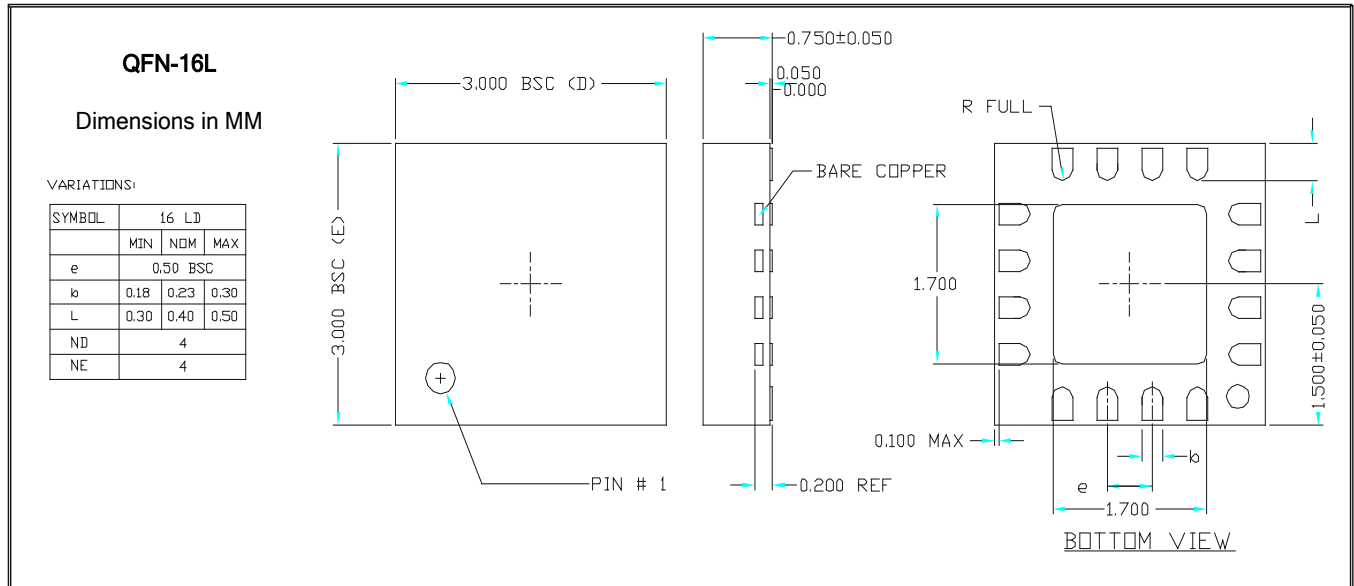 QFN-16L
Dimensions in MM
VARIATIONS:
SYMBOL 16 LD
MIN NOM MAX
e 0.50 BSC
b 0.18 0.23 0.30
L 0.30 0.40 0.50
ND 4
NE 4
3.000 BSC (D)
3.000 BSC (E)
PIN # 1
0.750±0.050
0.050
0.000
BARE COPPER
0.200 REF
R FULL
L
1.700
1.500±0.050
0.100 MAX
b
e
1.700
BOTTOM VIEW